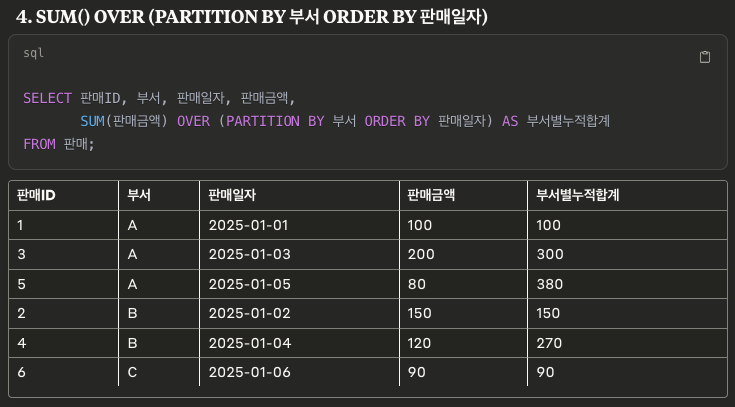 4. SUM() OVER (PARTITION BY 부서 ORDER BY 판매일자)
sql
SELECT 판매ID, 부서, 판매일자, 판매금액,
SUM(판매금액) OVER (PARTITION BY 부서 ORDER BY 판매일자) AS 부서별누적합계
FROM 판매;
판매ID 부서 판매일자 판매금액 부서별누적합계
1 A 2025-01-01 100 100
3 A 2025-01-03 200 300
5 A 2025-01-05 80 380
2 B 2025-01-02 150 150
4 B 2025-01-04 120 270
6 C 2025-01-06 90 90